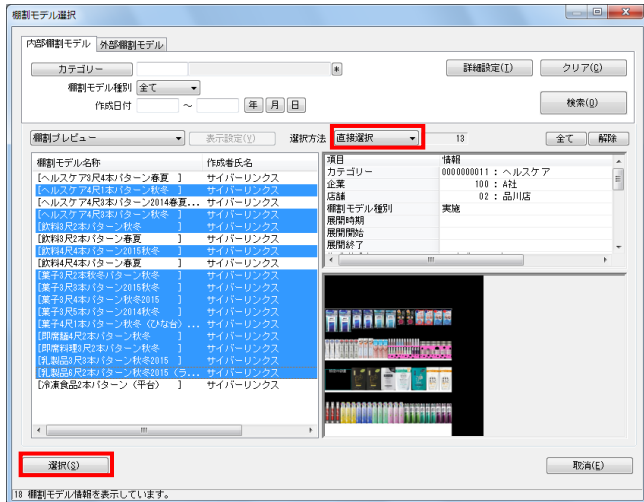 棚割モデル選択
内部棚割モデル 外部棚割モデル
カテゴリー * 詳細設定(I) クリア(C)
棚割モデル種別 全て
作成日付 ~ 年 月 日 検索(Q)
棚割プレビュー 表示設定(V) 選択方法 直接選択 13 全て 解除
棚割モデル名称 作成者氏名
[ヘルスケア3尺4本パターン春夏 ] サイバーリンクス
[ヘルスケア4尺1本パターン秋冬 ] サイバーリンクス
[ヘルスケア4尺2本パターン2014春夏... サイバーリンクス
[ヘルスケア4尺3本パターン秋冬 ] サイバーリンクス
[飲料3尺2本パターン秋冬 ] サイバーリンクス
[飲料3尺2本パターン春夏 ] サイバーリンクス
[飲料4尺4本パターン2015秋冬 ] サイバーリンクス
[飲料4尺4本パターン春夏 ] サイバーリンクス
[菓子3尺2本秋冬パターン秋冬 ] サイバーリンクス
[菓子3尺3本パターン2015秋冬 ] サイバーリンクス
[菓子3尺4本パターン秋冬2015 ] サイバーリンクス
[菓子3尺5本パターン2014秋冬 ] サイバーリンクス
[菓子4尺1本パターン秋冬(ひな台)... サイバーリンクス
[即席麺4尺2本パターン秋冬 ] サイバーリンクス
[即席料理3尺2本パターン秋冬 ] サイバーリンクス
[乳製品3尺3本パターン秋冬2015 ] サイバーリンクス
[乳製品6尺2本パターン秋冬2015(ラ... サイバーリンクス
[冷凍食品2本パターン(平台) ] サイバーリンクス
項目 情報
カテゴリー 0000000011 : ヘルスケア
企業 100 : A社
店舗 02 : 品川店
棚割モデル種別 実施
展開時期
展開開始
展開終了
選択(S) 取消(E)
18 棚割モデル情報を表示しています。